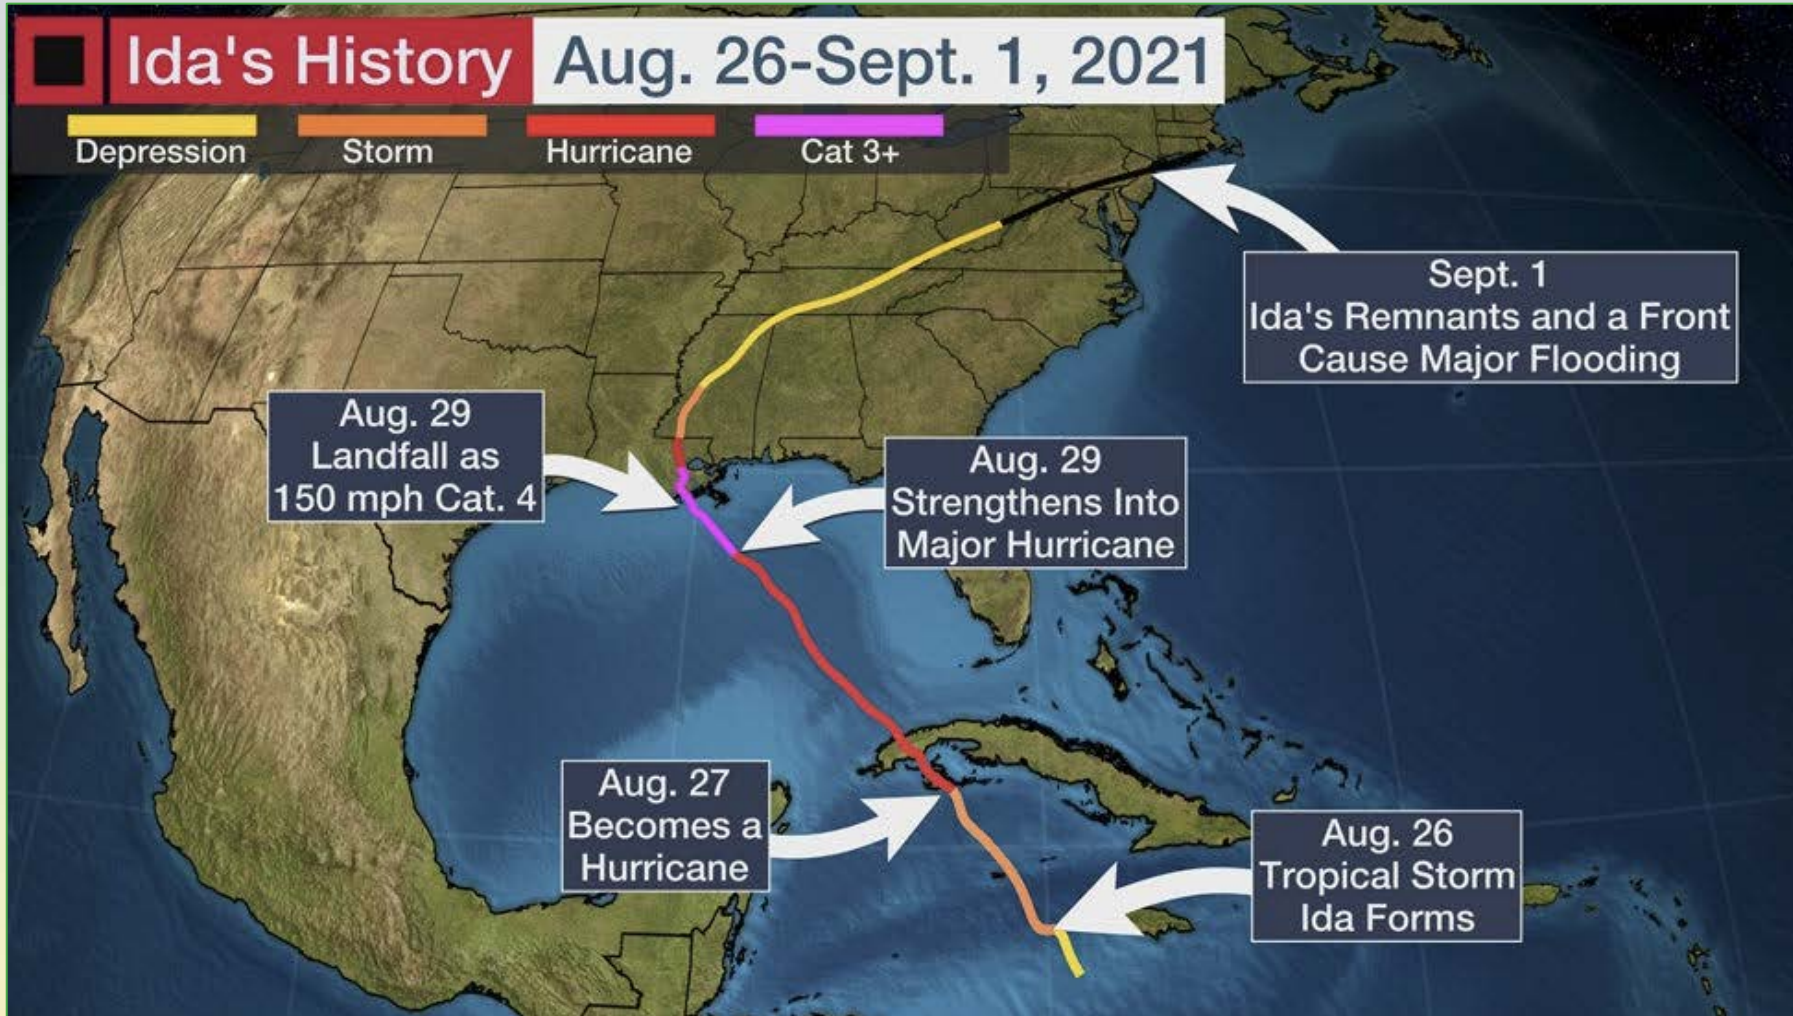 Ida's History
Aug. 26-Sept. 1, 2021
Depression
Storm
Hurricane
Cat 3+
Sept. 1
Ida's Remnants and a Front
Cause Major Flooding
Aug. 29
Landfall as
150 mph Cat. 4
Aug. 29
Strengthens Into
Major Hurricane
Aug. 27
Becomes a
Hurricane
Aug. 26
Tropical Storm
Ida Forms